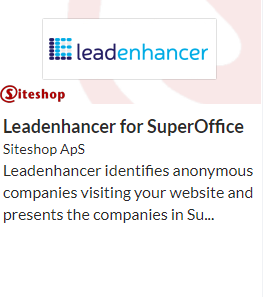 leadenhancer
Siteshop
Leadenhancer for SuperOffice
Siteshop ApS
Leadenhancer identifies anonymous
companies visiting your website and
presents the companies in Su...